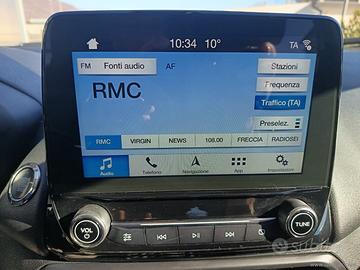 10:34 10° TA
FM Fonti audio AF Stazioni
RMC Frequenza
Traffico (TA)
Preselez.
RMC VIRGIN NEWS 108.00 FRECCIA RADIOSEI
Audio Telefono Navigazione App Impostazioni
VOL TUNE
subito